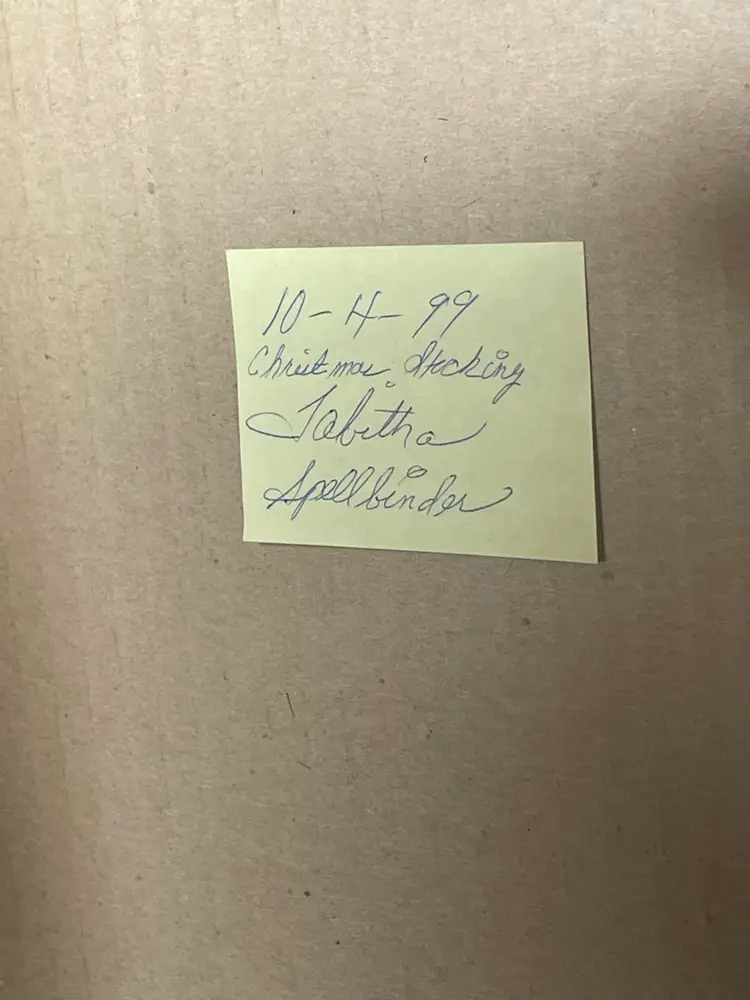 10-4-99
Christmas Stocking
Tabitha
Spellbinder